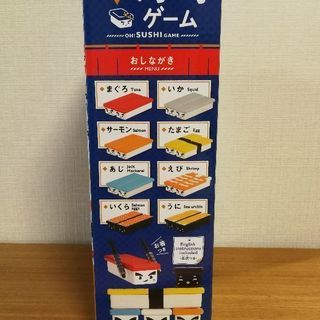 ゲーム
OH! SUSHI GAME
おしながき
MENU
まぐろ Tuna
いか Squid
サーモン Salmon
たまご Egg
あじ Jack Mackerel
えび Shrimp
いくら Salmon eggs
うに Sea urchin
お箸つき
English instructions included